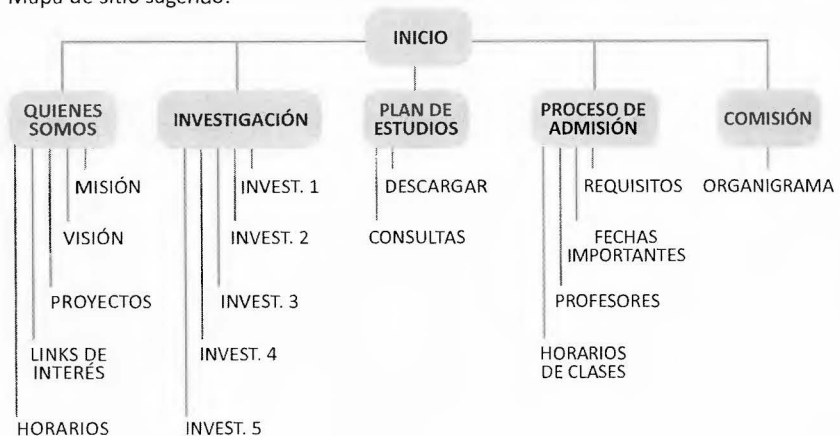 Mapa de sitio sugerido:
INICIO
QUIENES
SOMOS
INVESTIGACIÓN
PLAN DE
ESTUDIOS
PROCESO DE
ADMISIÓN
COMISIÓN
MISIÓN
VISIÓN
PROYECTOS
LINKS DE
INTERÉS
HORARIOS
INVEST. 1
INVEST. 2
INVEST. 3
INVEST. 4
INVEST. 5
DESCARGAR
CONSULTAS
REQUISITOS
FECHAS
IMPORTANTES
PROFESORES
HORARIOS
DE CLASES
ORGANIGRAMA